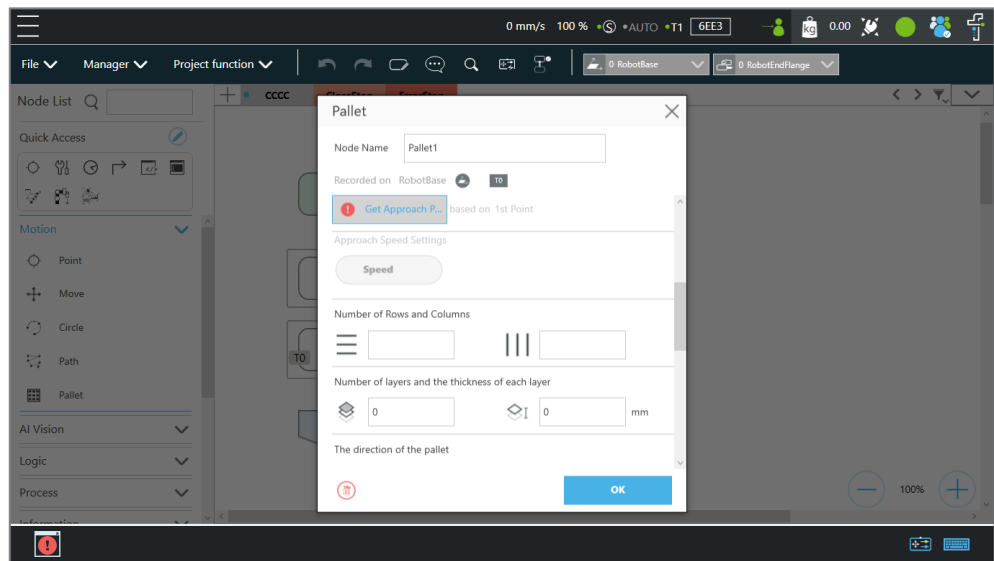 0 mm/s 100 % S AUTO T1 6EE3 kg 0.00
File Manager Project function 0 RobotBase 0 RobotEndFlange
Node List
cccc
Quick Access
Motion
Point
Move
Circle
Path
Pallet
AI Vision
Logic
Process
Information
T0
Pallet
Node Name Pallet1
Recorded on RobotBase T0
Get Approach P... based on 1st Point
Approach Speed Settings
Speed
Number of Rows and Columns
Number of layers and the thickness of each layer
0 0 mm
The direction of the pallet
OK
100%